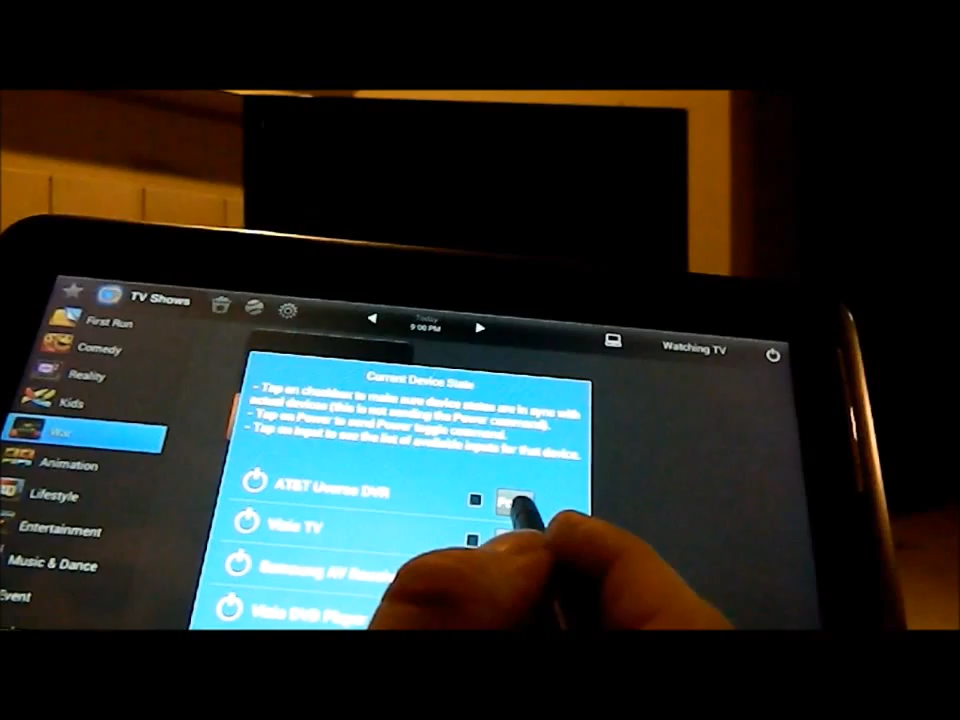 TV Shows
Today
9:00 PM
Watching TV
First Run
Comedy
Reality
Kids
War
Animation
Lifestyle
Entertainment
Music & Dance
Event
Current Device State
- Tap on checkbox to make sure device states are in sync with
actual devices (this is not sending the Power command).
- Tap on Power to send Power toggle command.
- Tap on input to see the list of available inputs for that device.
AT&T Uverse DVR
Vizio TV
Samsung AV
Vizio DVD Player